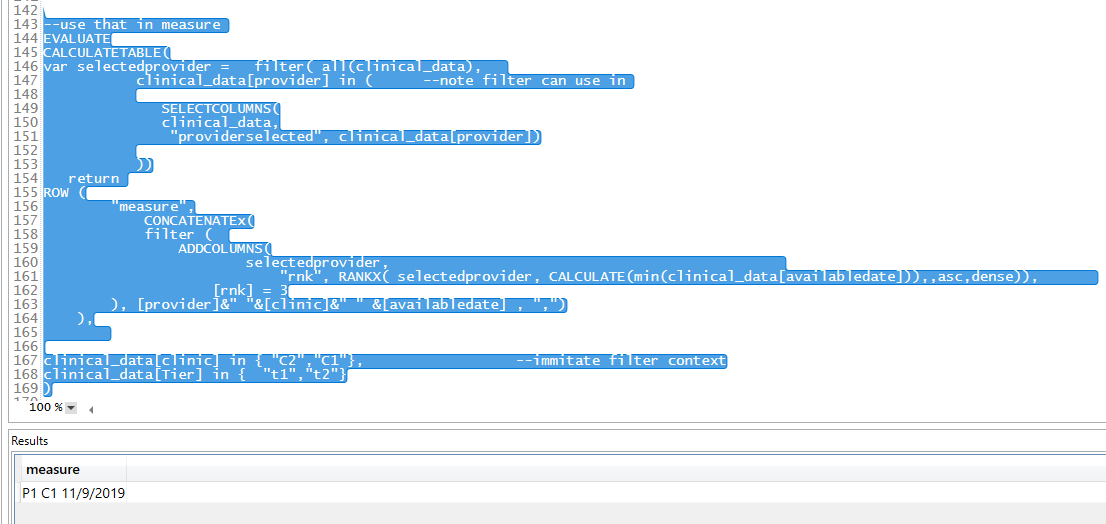 142
143 --use that in measure
144 EVALUATE
145 CALCULATETABLE(
146 var selectedprovider =   filter( all(clinical_data),
147 clinical_data[provider] in (      --note filter can use in
148
149 SELECTCOLUMNS(
150 clinical_data,
151 "providerselected", clinical_data[provider])
152
153 ))
154 return
155 ROW (
156 "measure",
157 CONCATENATEx(
158 filter (
159 ADDCOLUMNS(
160 selectedprovider,
161 "rnk", RANKX( selectedprovider, CALCULATE(min(clinical_data[availabledate])),,asc,dense)),
162 [rnk] = 3
163 ), [provider]&" "&[clinic]&" " &[availabledate] , ",")
164 ),
165
166
167 clinical_data[clinic] in { "C2","C1"},                    --immitate filter context
168 clinical_data[Tier] in {  "t1","t2"}
169 )
100 %
Results
measure
P1 C1 11/9/2019